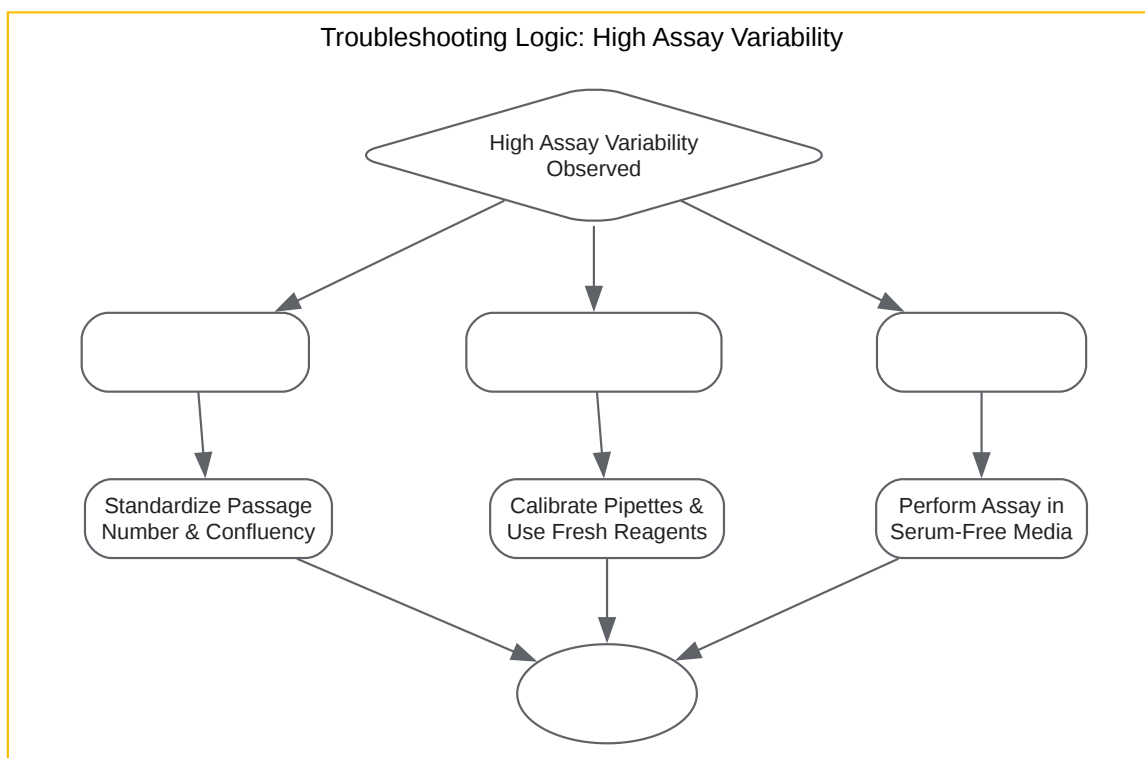 Troubleshooting Logic: High Assay Variability
High Assay Variability
Observed
Standardize Passage
Number & Confluency
Calibrate Pipettes &
Use Fresh Reagents
Perform Assay in
Serum-Free Media